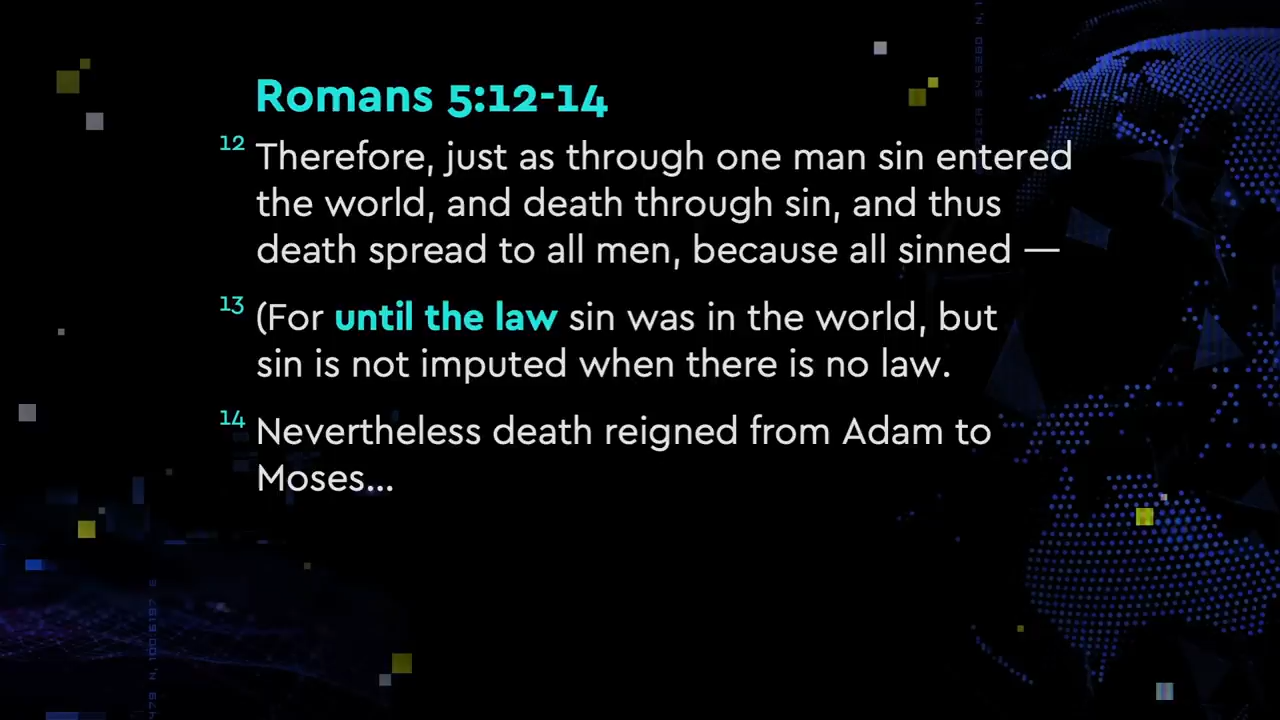 Romans 5:12-14
12 Therefore, just as through one man sin entered
the world, and death through sin, and thus
death spread to all men, because all sinned —
13 (For until the law sin was in the world, but
sin is not imputed when there is no law.
14 Nevertheless death reigned from Adam to
Moses...